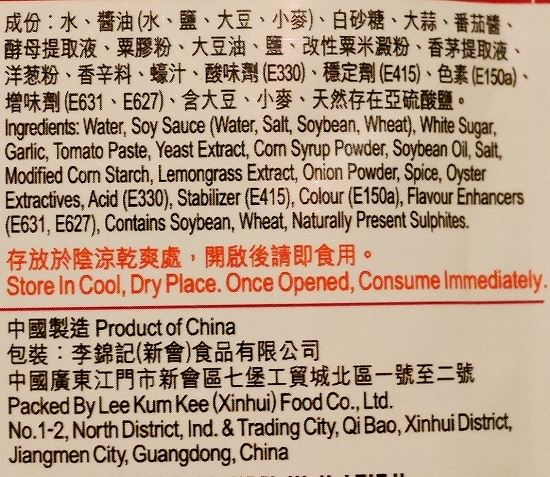 成份：水、醬油(水、鹽、大豆、小麥)、白砂糖、大蒜、番茄醬、
酵母提取液、粟膠粉、大豆油、鹽、改性粟米澱粉、香茅提取液、
洋葱粉、香辛料、蠔汁、酸味劑(E330)、穩定劑(E415)、色素(E150a)、
增味劑(E631、E627)、含大豆、小麥、天然存在亞硫酸鹽。
Ingredients: Water, Soy Sauce (Water, Salt, Soybean, Wheat), White Sugar,
Garlic, Tomato Paste, Yeast Extract, Corn Syrup Powder, Soybean Oil, Salt,
Modified Corn Starch, Lemongrass Extract, Onion Powder, Spice, Oyster
Extractives, Acid (E330), Stabilizer (E415), Colour (E150a), Flavour Enhancers
(E631, E627), Contains Soybean, Wheat, Naturally Present Sulphites.
存放於陰涼乾爽處，開啟後請即食用。
Store In Cool, Dry Place. Once Opened, Consume Immediately.
中國製造 Product of China
包裝：李錦記(新會)食品有限公司
中國廣東江門市新會區七堡工貿城北區一號至二號
Packed By Lee Kum Kee (Xinhui) Food Co., Ltd.
No.1-2, North District, Ind. & Trading City, Qi Bao, Xinhui District,
Jiangmen City, Guangdong, China